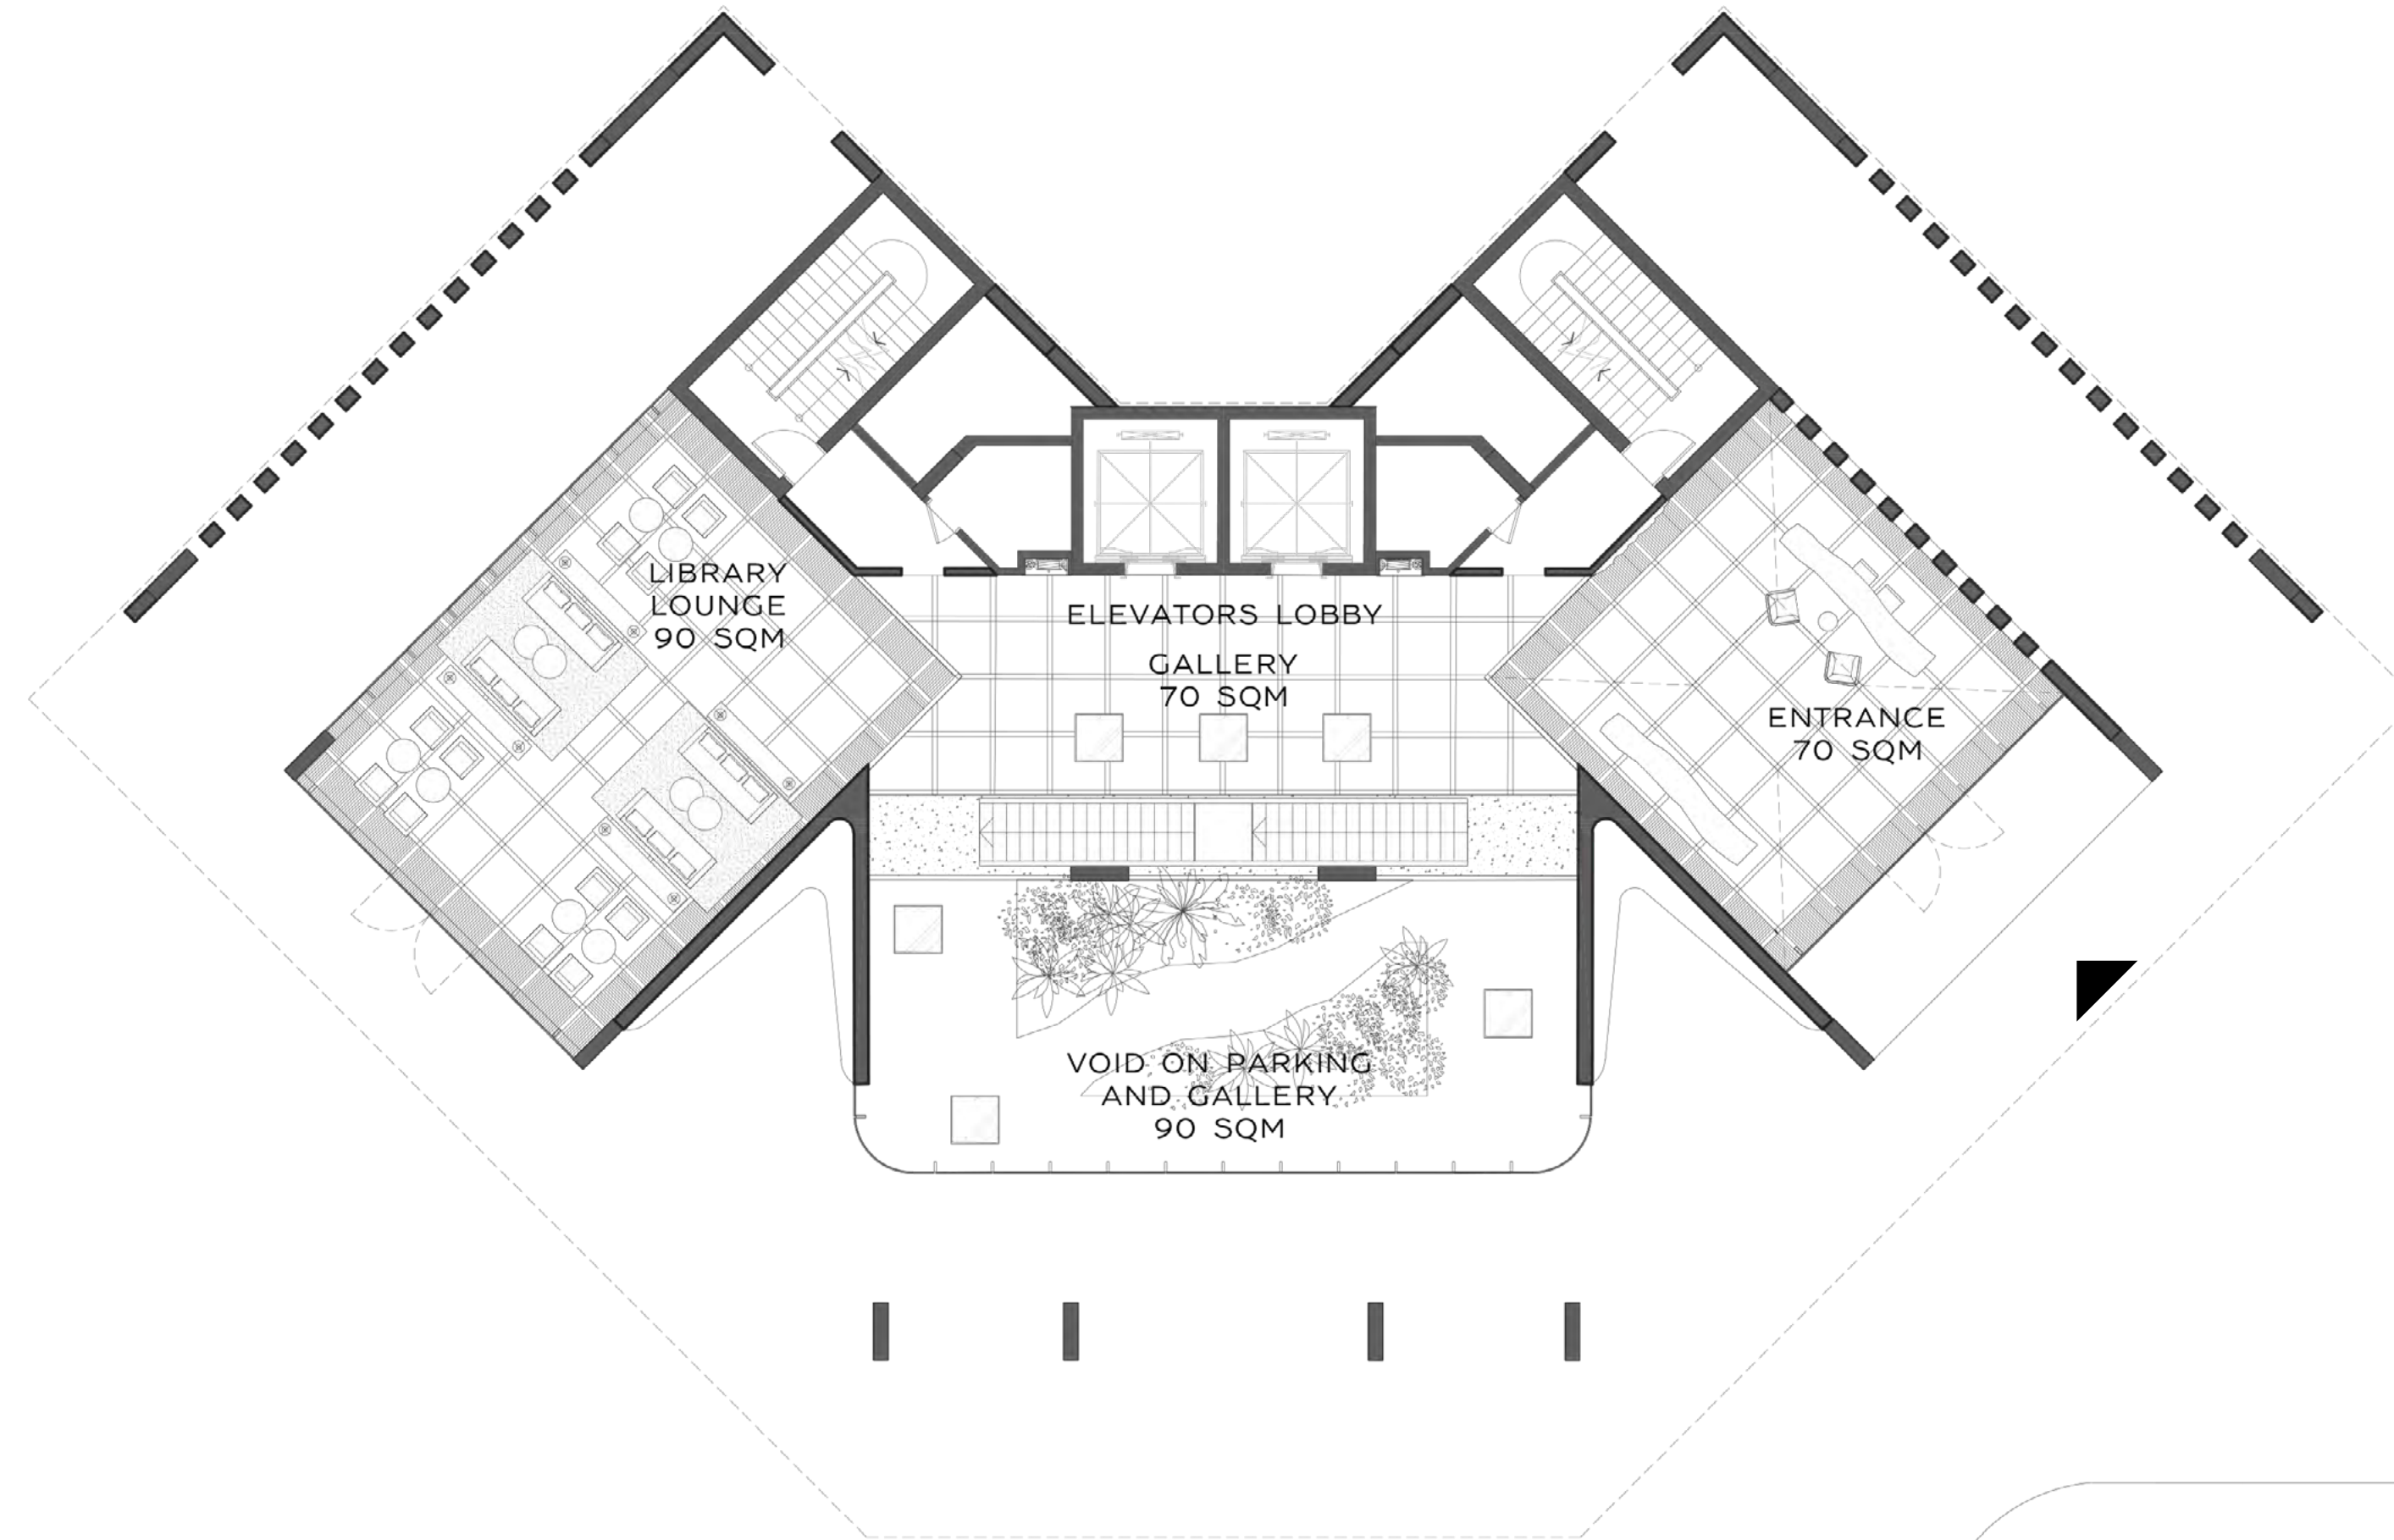 LIBRARY
LOUNGE
90 SQM
ELEVATORS LOBBY
GALLERY
70 SQM
ENTRANCE
70 SQM
VOID ON PARKING
AND GALLERY
90 SQM